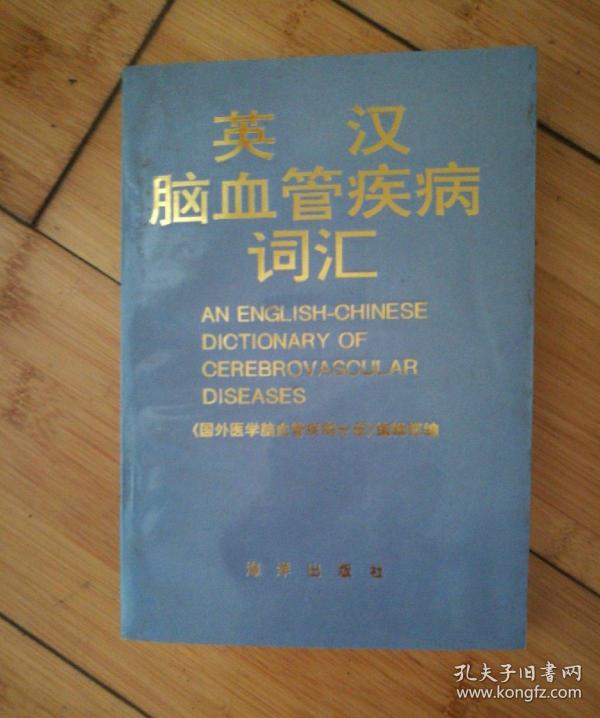 英 汉
脑血管疾病
词汇
AN ENGLISH-CHINESE
DICTIONARY OF
CEREBROVASCULAR
DISEASES
《国外医学脑血管疾病分册》编辑部编
海洋出版社
孔夫子旧书网
www.kongfz.com